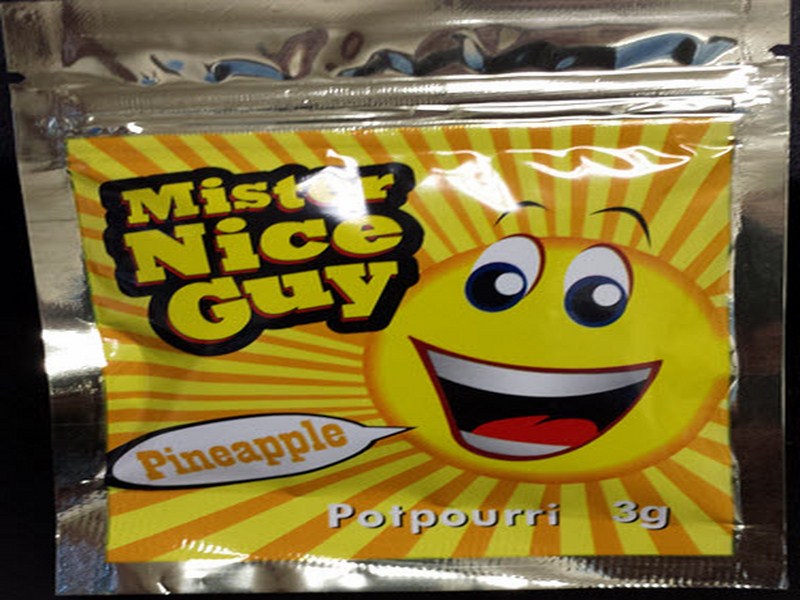 Mister
Nice
Guy
Pineapple
Potpourri 3g